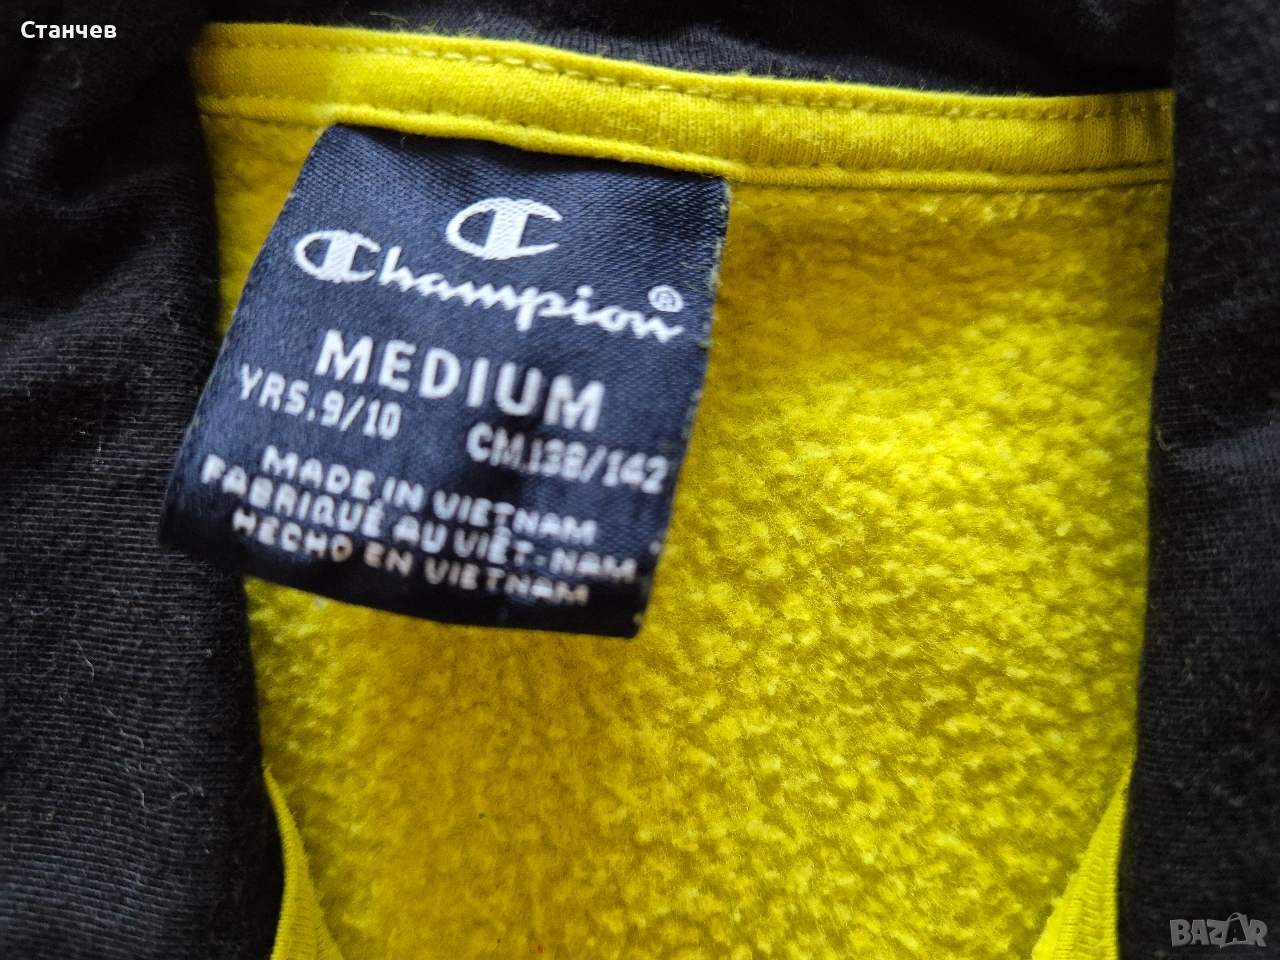 Станчев
Champion®
MEDIUM
YRS.9/10 CM.138/142
MADE IN VIETNAM
FABRIQUÉ AU VIÊT-NAM
HECHO EN VIETNAM
BAZAR